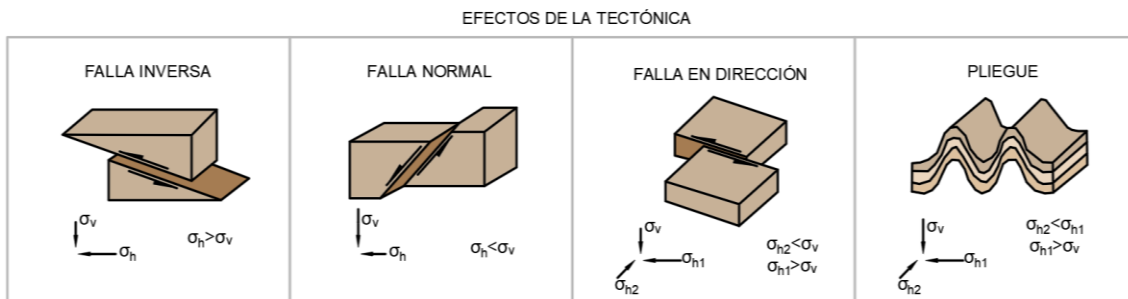 EFECTOS DE LA TECTÓNICA
FALLA INVERSA
σv
σh
σh>σv
FALLA NORMAL
σv
σh
σh<σv
FALLA EN DIRECCIÓN
σv
σh1
σh2
σh2<σv
σh1>σv
PLIEGUE
σv
σh1
σh2
σh2<σh1
σh1>σv